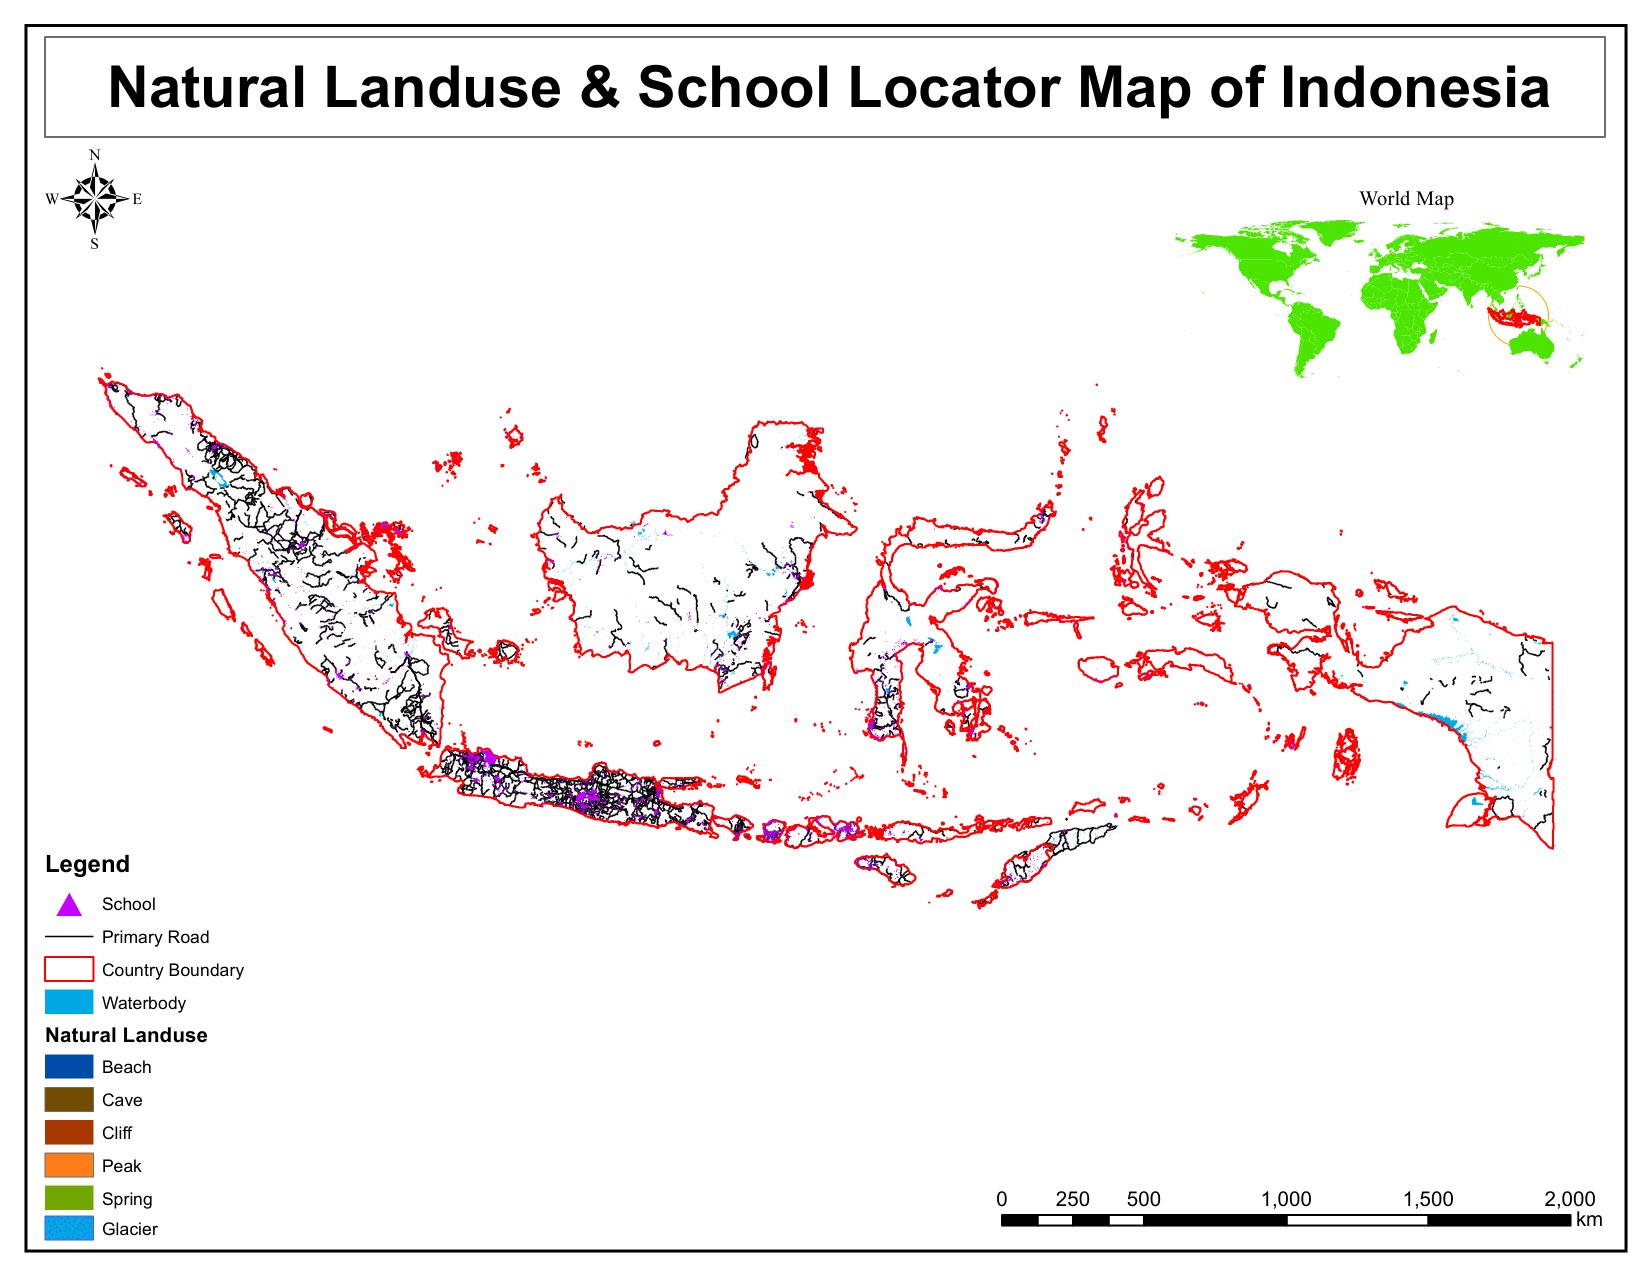 Natural Landuse & School Locator Map of Indonesia
N
W E
S
World Map
Legend
School
Primary Road
Country Boundary
Waterbody
Natural Landuse
Beach
Cave
Cliff
Peak
Spring
Glacier
0 250 500 1,000 1,500 2,000
km